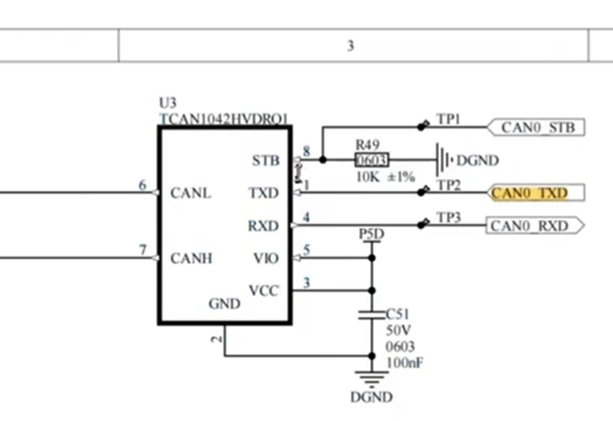 3
U3
TCAN1042HVDRQ1
STB
8
TXD
1
RXD
4
VIO
5
VCC
3
GND
2
6
CANL
7
CANH
TP1
CAN0_STB
R49
0603
10K ±1%
DGND
TP2
CAN0_TXD
TP3
CAN0_RXD
P5D
C51
50V
0603
100nF
DGND